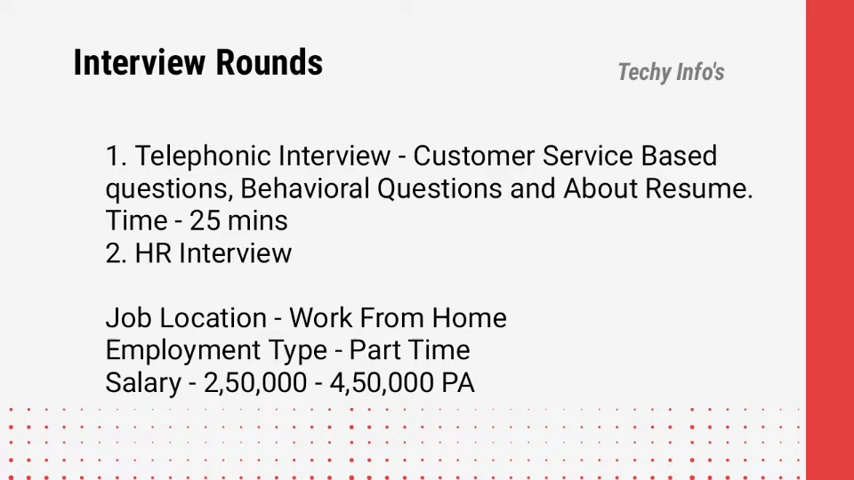 Interview Rounds
Techy Info's
1. Telephonic Interview - Customer Service Based
questions, Behavioral Questions and About Resume.
Time - 25 mins
2. HR Interview
Job Location - Work From Home
Employment Type - Part Time
Salary - 2,50,000 - 4,50,000 PA